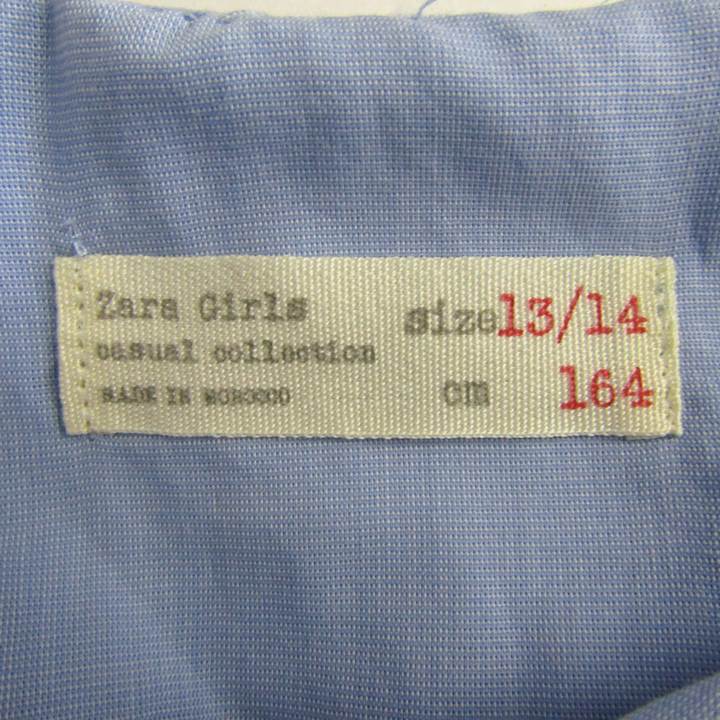 Zara Girls
casual collection
MADE IN MOROCCO
size 13/14
cm 164